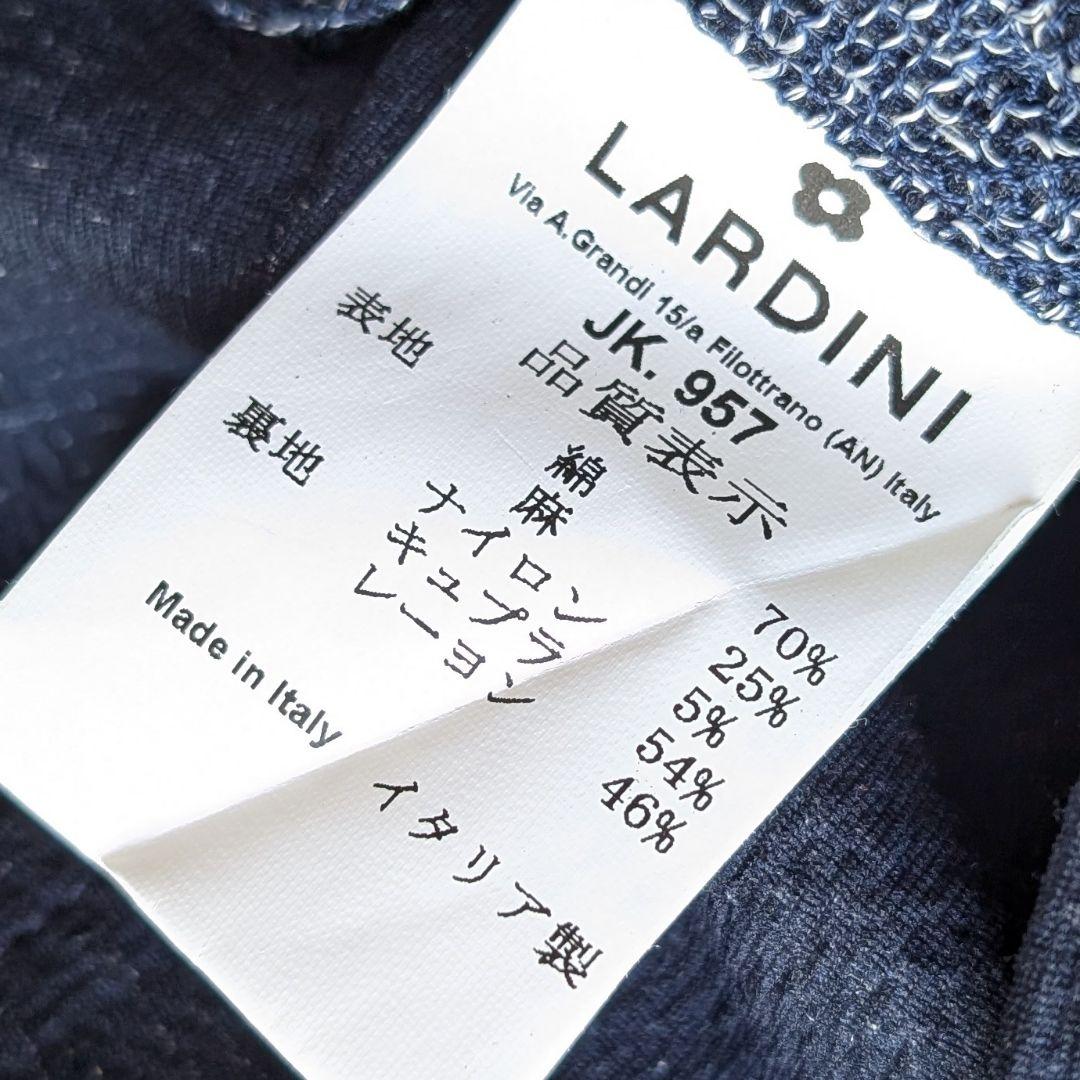 LARDINI
Via A.Grandi 15/a Filottrano (AN) Italy
JK. 957
品質表示
表地 綿 70%
麻 25%
ナイロン 5%
裏地 キュプラ 54%
レーヨン 46%
Made in Italy イタリア製